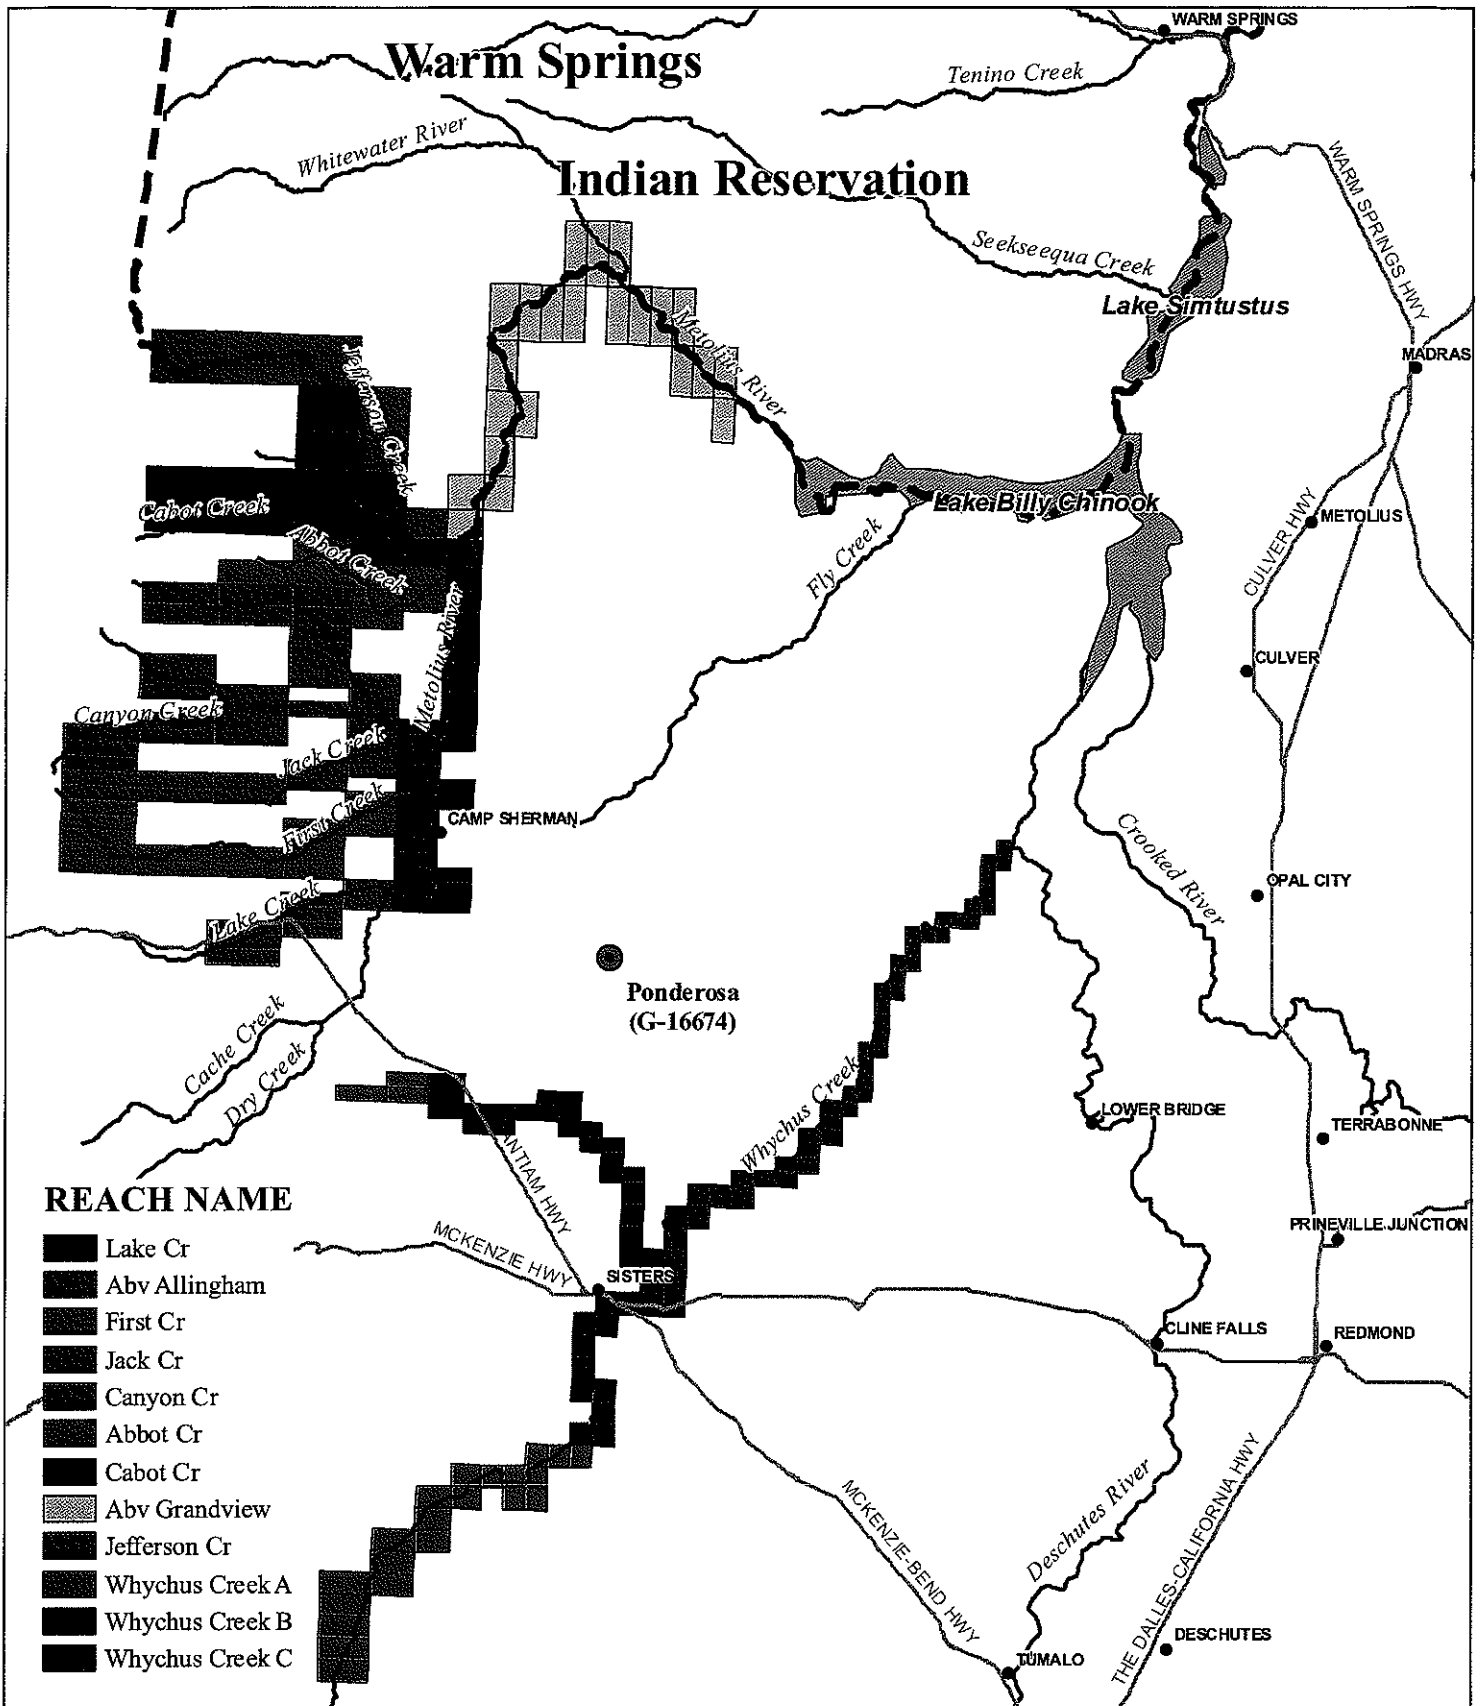 WARM SPRINGS
Warm Springs
Tenino Creek
Whitewater River
Indian Reservation
WARM SPRINGS HWY
Seekseequa Creek
Lake Simtustus
Metolius River
MADRAS
Jefferson Creek
Lake Billy Chinook
Cabot Creek
METOLIUS
Abbot Creek
CULVER HWY
Fly Creek
Metolius River
CULVER
Canyon Creek
Jack Creek
First Creek
CAMP SHERMAN
Crooked River
OPAL CITY
Lake Creek
Ponderosa
(G-16674)
Cache Creek
Dry Creek
Whychus Creek
LOWER BRIDGE
TERRABONNE
ANTIAM HWY
PRINEVILLE JUNCTION
MCKENZIE HWY
SISTERS
CLINE FALLS
REDMOND
MCKENZIE-BEND HWY
Deschutes River
THE DALLES-CALIFORNIA HWY
DESCHUTES
TUMALO
REACH NAME
Lake Cr
Abv Allingham
First Cr
Jack Cr
Canyon Cr
Abbot Cr
Cabot Cr
Abv Grandview
Jefferson Cr
Whychus Creek A
Whychus Creek B
Whychus Creek C